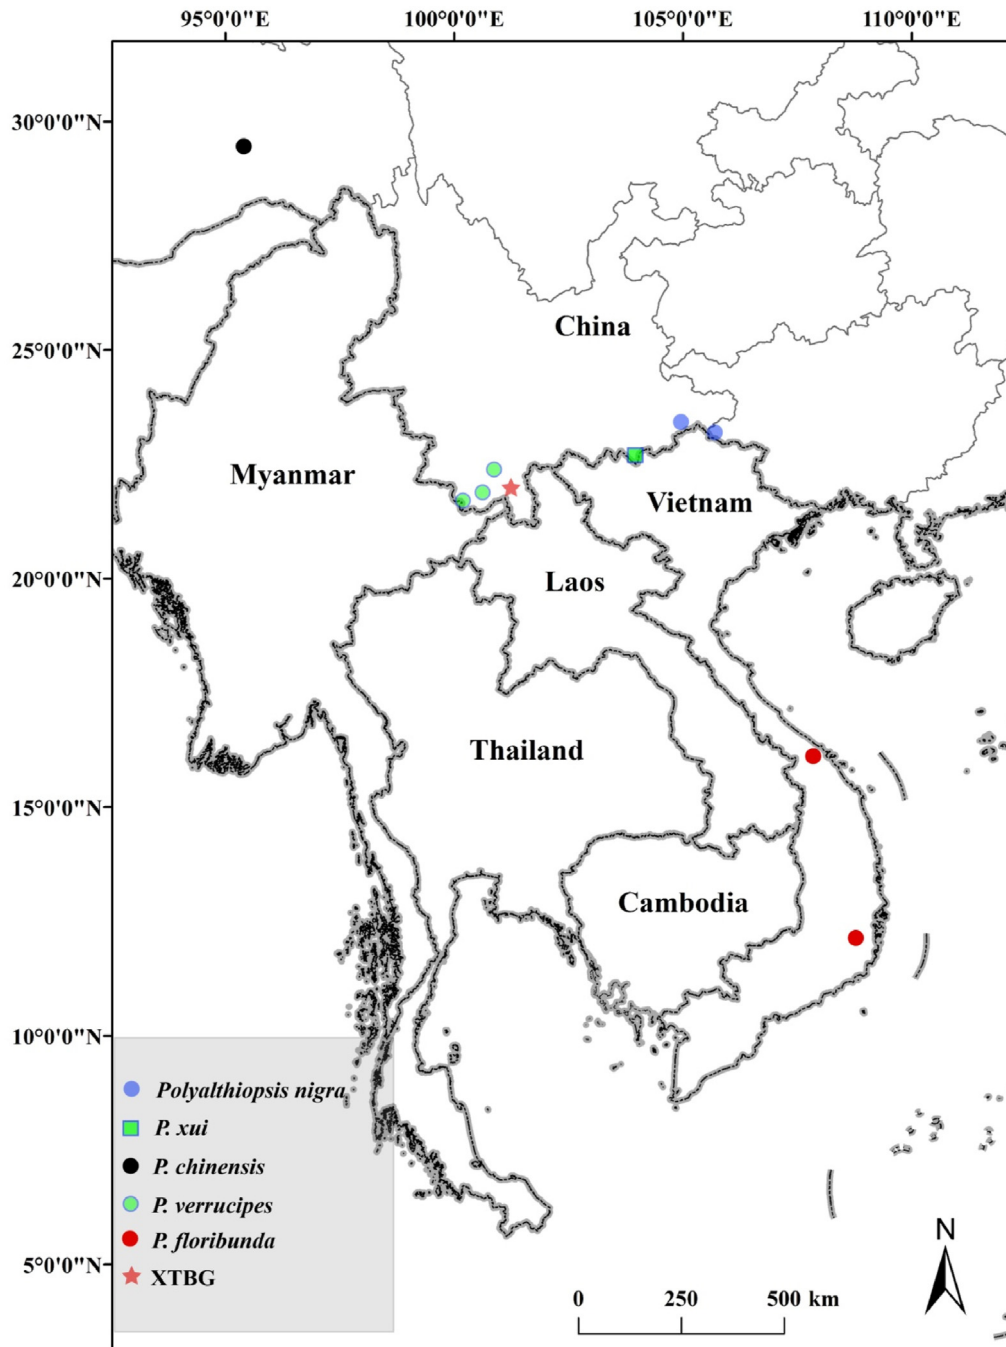 95°0'0"E 100°0'0"E 105°0'0"E 110°0'0"E
30°0'0"N
25°0'0"N
20°0'0"N
15°0'0"N
10°0'0"N
5°0'0"N
China
Myanmar
Vietnam
Laos
Thailand
Cambodia
Polyalthiopsis nigra
P. xui
P. chinensis
P. verrucipes
P. floribunda
XTBG
N
0 250 500 km